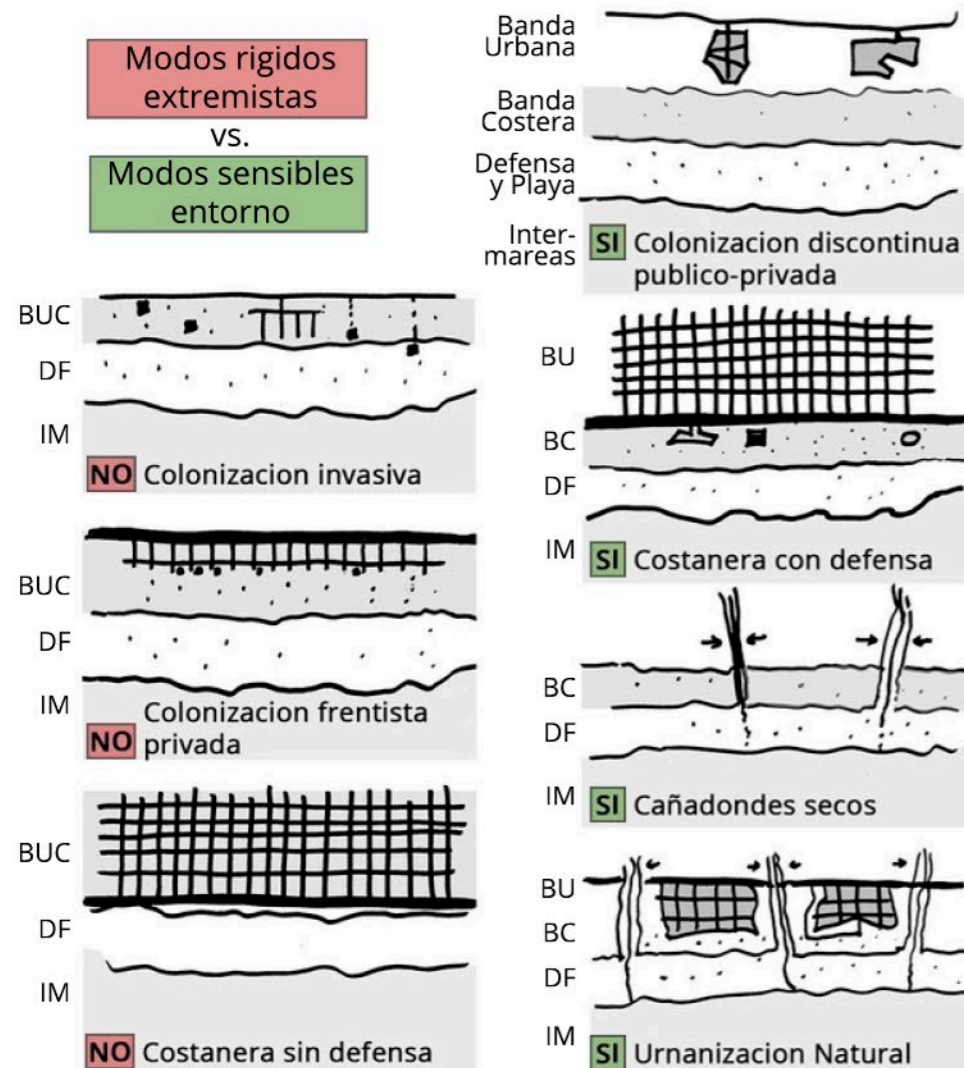 Modos rigidos
extremistas
vs.
Modos sensibles
entorno
BUC
DF
IM
NO Colonizacion invasiva
BUC
DF
IM
Colonizacion frentista
NO privada
BUC
DF
IM
NO Costanera sin defensa
Banda
Urbana
Banda
Costera
Defensa
y Playa
Inter-
mareas
SI Colonizacion discontinua
publico-privada
BU
BC
DF
IM
SI Costanera con defensa
BC
DF
IM
SI Cañadondes secos
BU
BC
DF
IM
SI Urnanizacion Natural